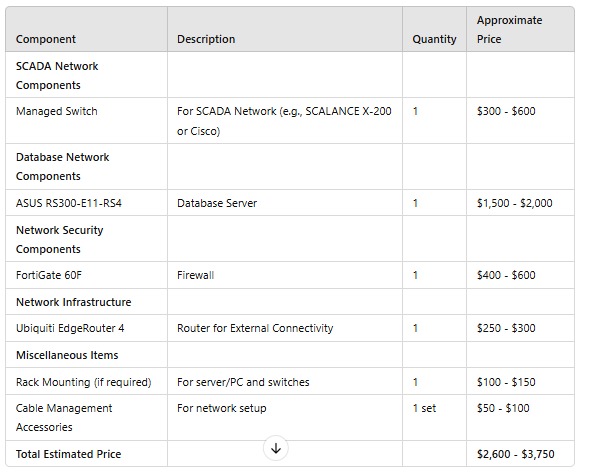 Component Description Quantity Approximate Price
SCADA Network Components
Managed Switch For SCADA Network (e.g., SCALANCE X-200 or Cisco) 1 $300 - $600
Database Network Components
ASUS RS300-E11-RS4 Database Server 1 $1,500 - $2,000
Network Security Components
FortiGate 60F Firewall 1 $400 - $600
Network Infrastructure
Ubiquiti EdgeRouter 4 Router for External Connectivity 1 $250 - $300
Miscellaneous Items
Rack Mounting (if required) For server/PC and switches 1 $100 - $150
Cable Management Accessories For network setup 1 set $50 - $100
Total Estimated Price $2,600 - $3,750